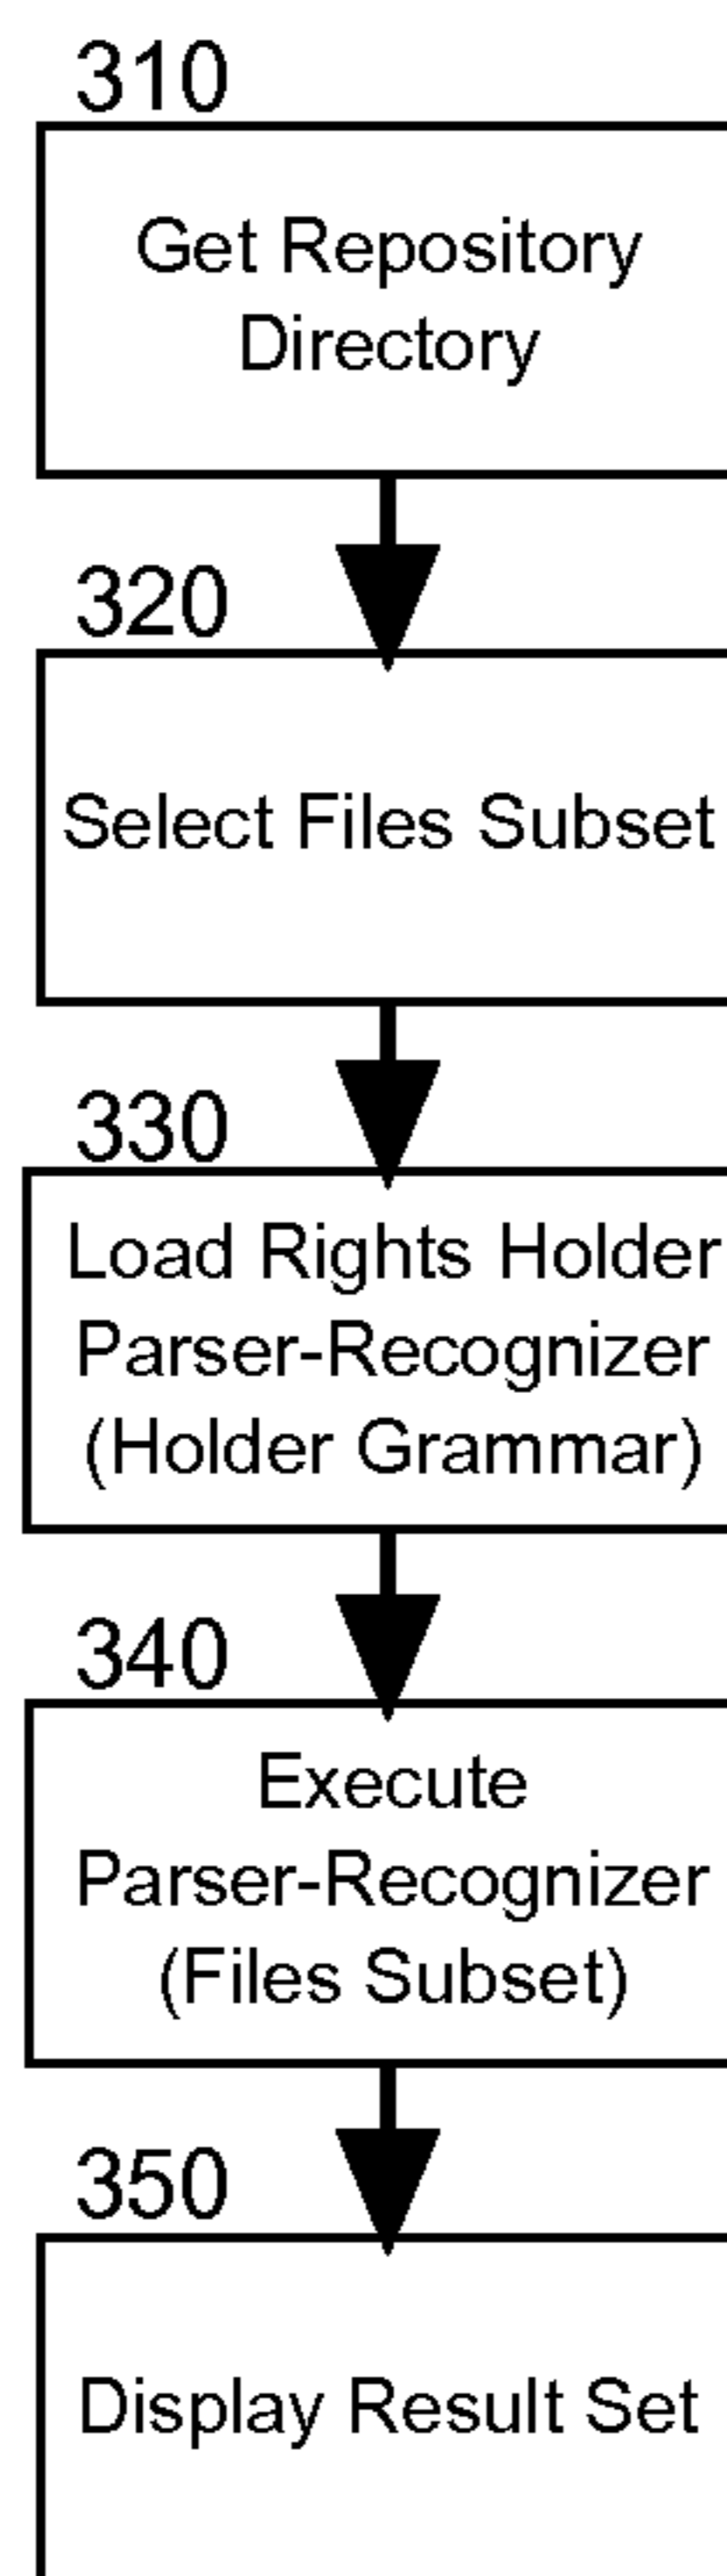 310
Get Repository
Directory
320
Select Files Subset
330
Load Rights Holder
Parser-Recognizer
(Holder Grammar)
340
Execute
Parser-Recognizer
(Files Subset)
350
Display Result Set